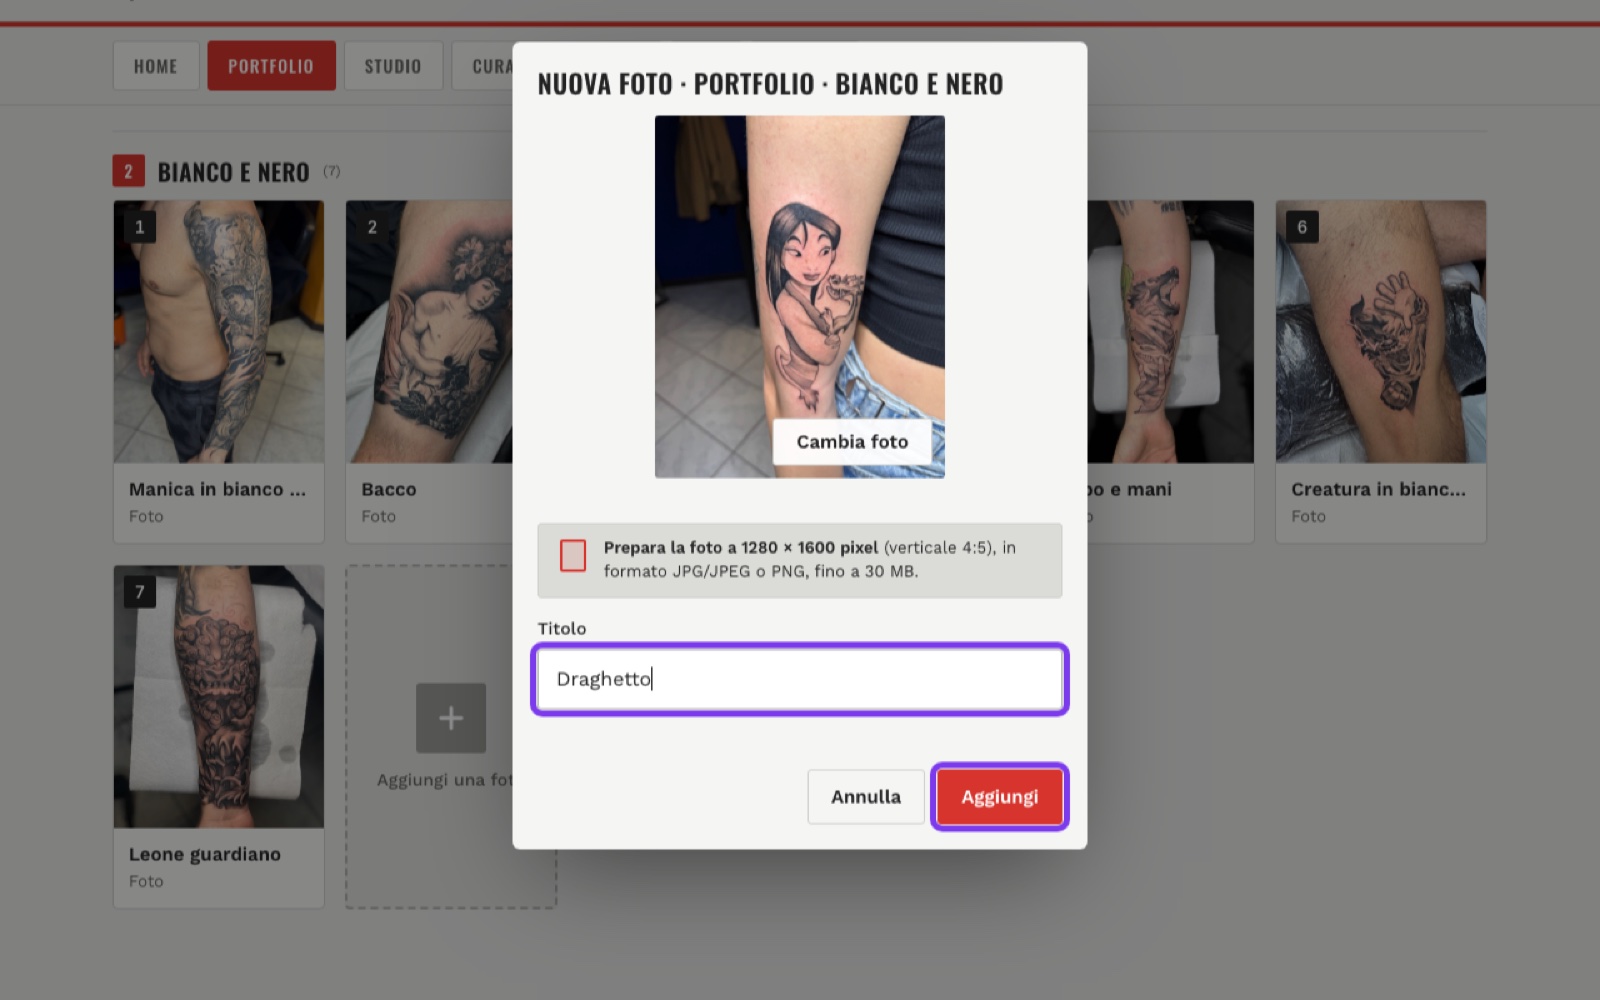 HOME
PORTFOLIO
STUDIO
CURA
NUOVA FOTO · PORTFOLIO · BIANCO E NERO
2
BIANCO E NERO (7)
1
2
6
Cambia foto
Manica in bianco ...
Foto
Bacco
Foto
o e mani
Creatura in bianc...
Foto
Prepara la foto a 1280 × 1600 pixel (verticale 4:5), in
formato JPG/JPEG o PNG, fino a 30 MB.
7
Titolo
Draghetto
Aggiungi una fot
Annulla
Aggiungi
Leone guardiano
Foto